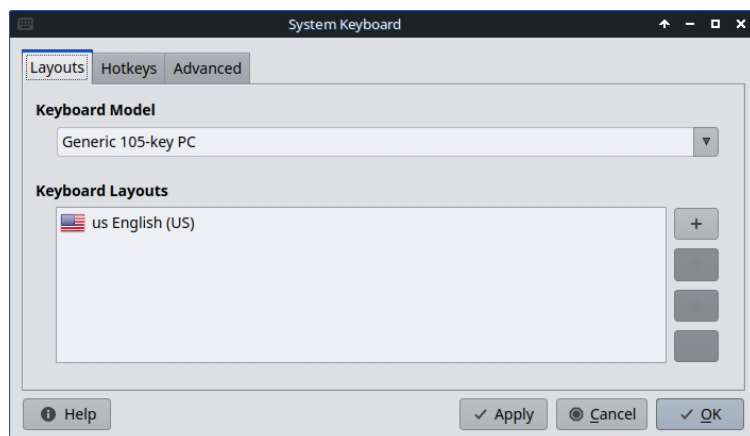 System Keyboard
Layouts Hotkeys Advanced
Keyboard Model
Generic 105-key PC
Keyboard Layouts
us English (US)
Help Apply Cancel OK